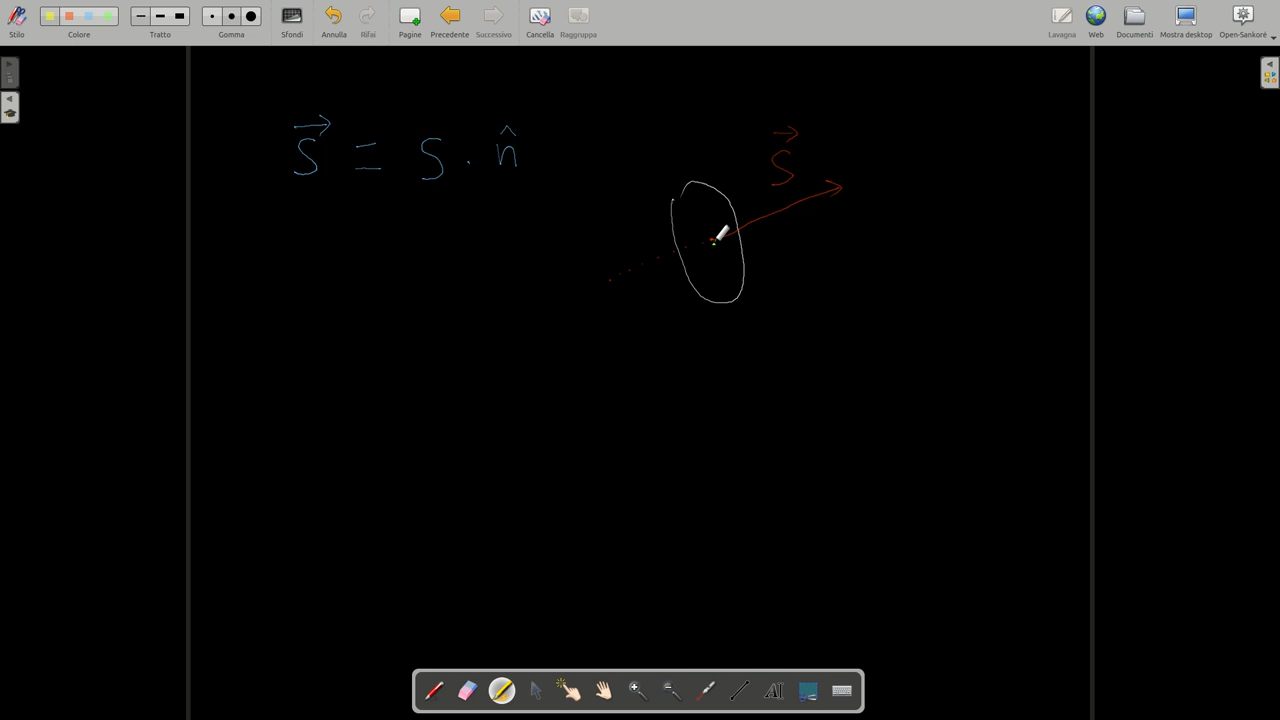 Stilo Colore Tratto Gomma Sfondi Annulla Rifai Pagine Precedente Successivo Cancella Raggruppa Lavagna Web Documenti Mostra desktop Open-Sankoré
S⃗ = S · n̂
S⃗
AI